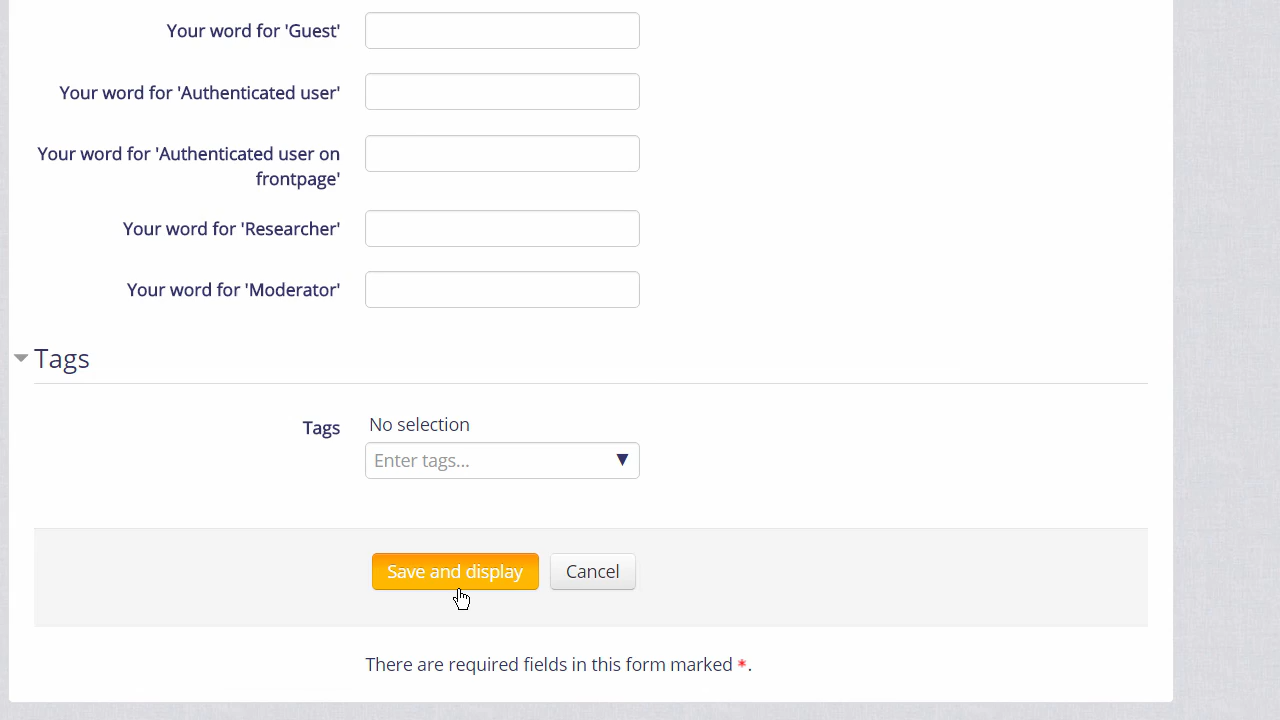 Your word for 'Guest'
Your word for 'Authenticated user'
Your word for 'Authenticated user on
frontpage'
Your word for 'Researcher'
Your word for 'Moderator'
Tags
Tags
No selection
Enter tags...
Save and display
Cancel
There are required fields in this form marked *.